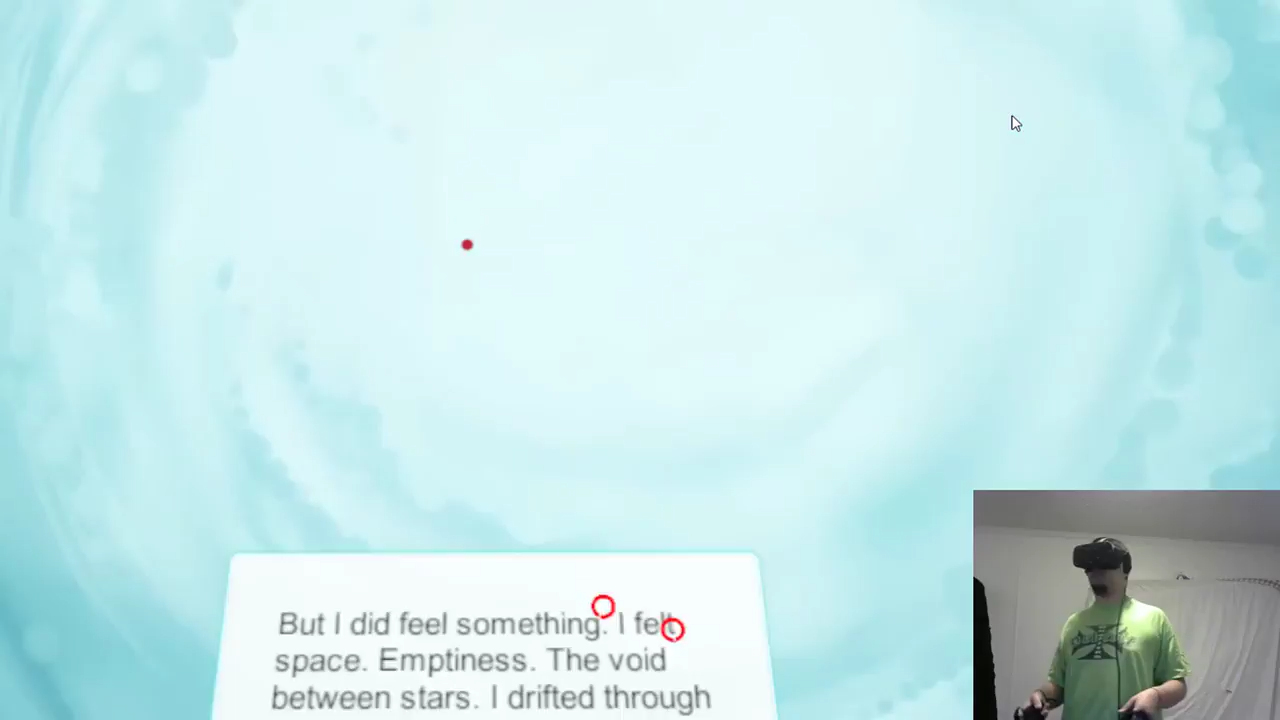 But I did feel something. I felt
space. Emptiness. The void
between stars. I drifted through